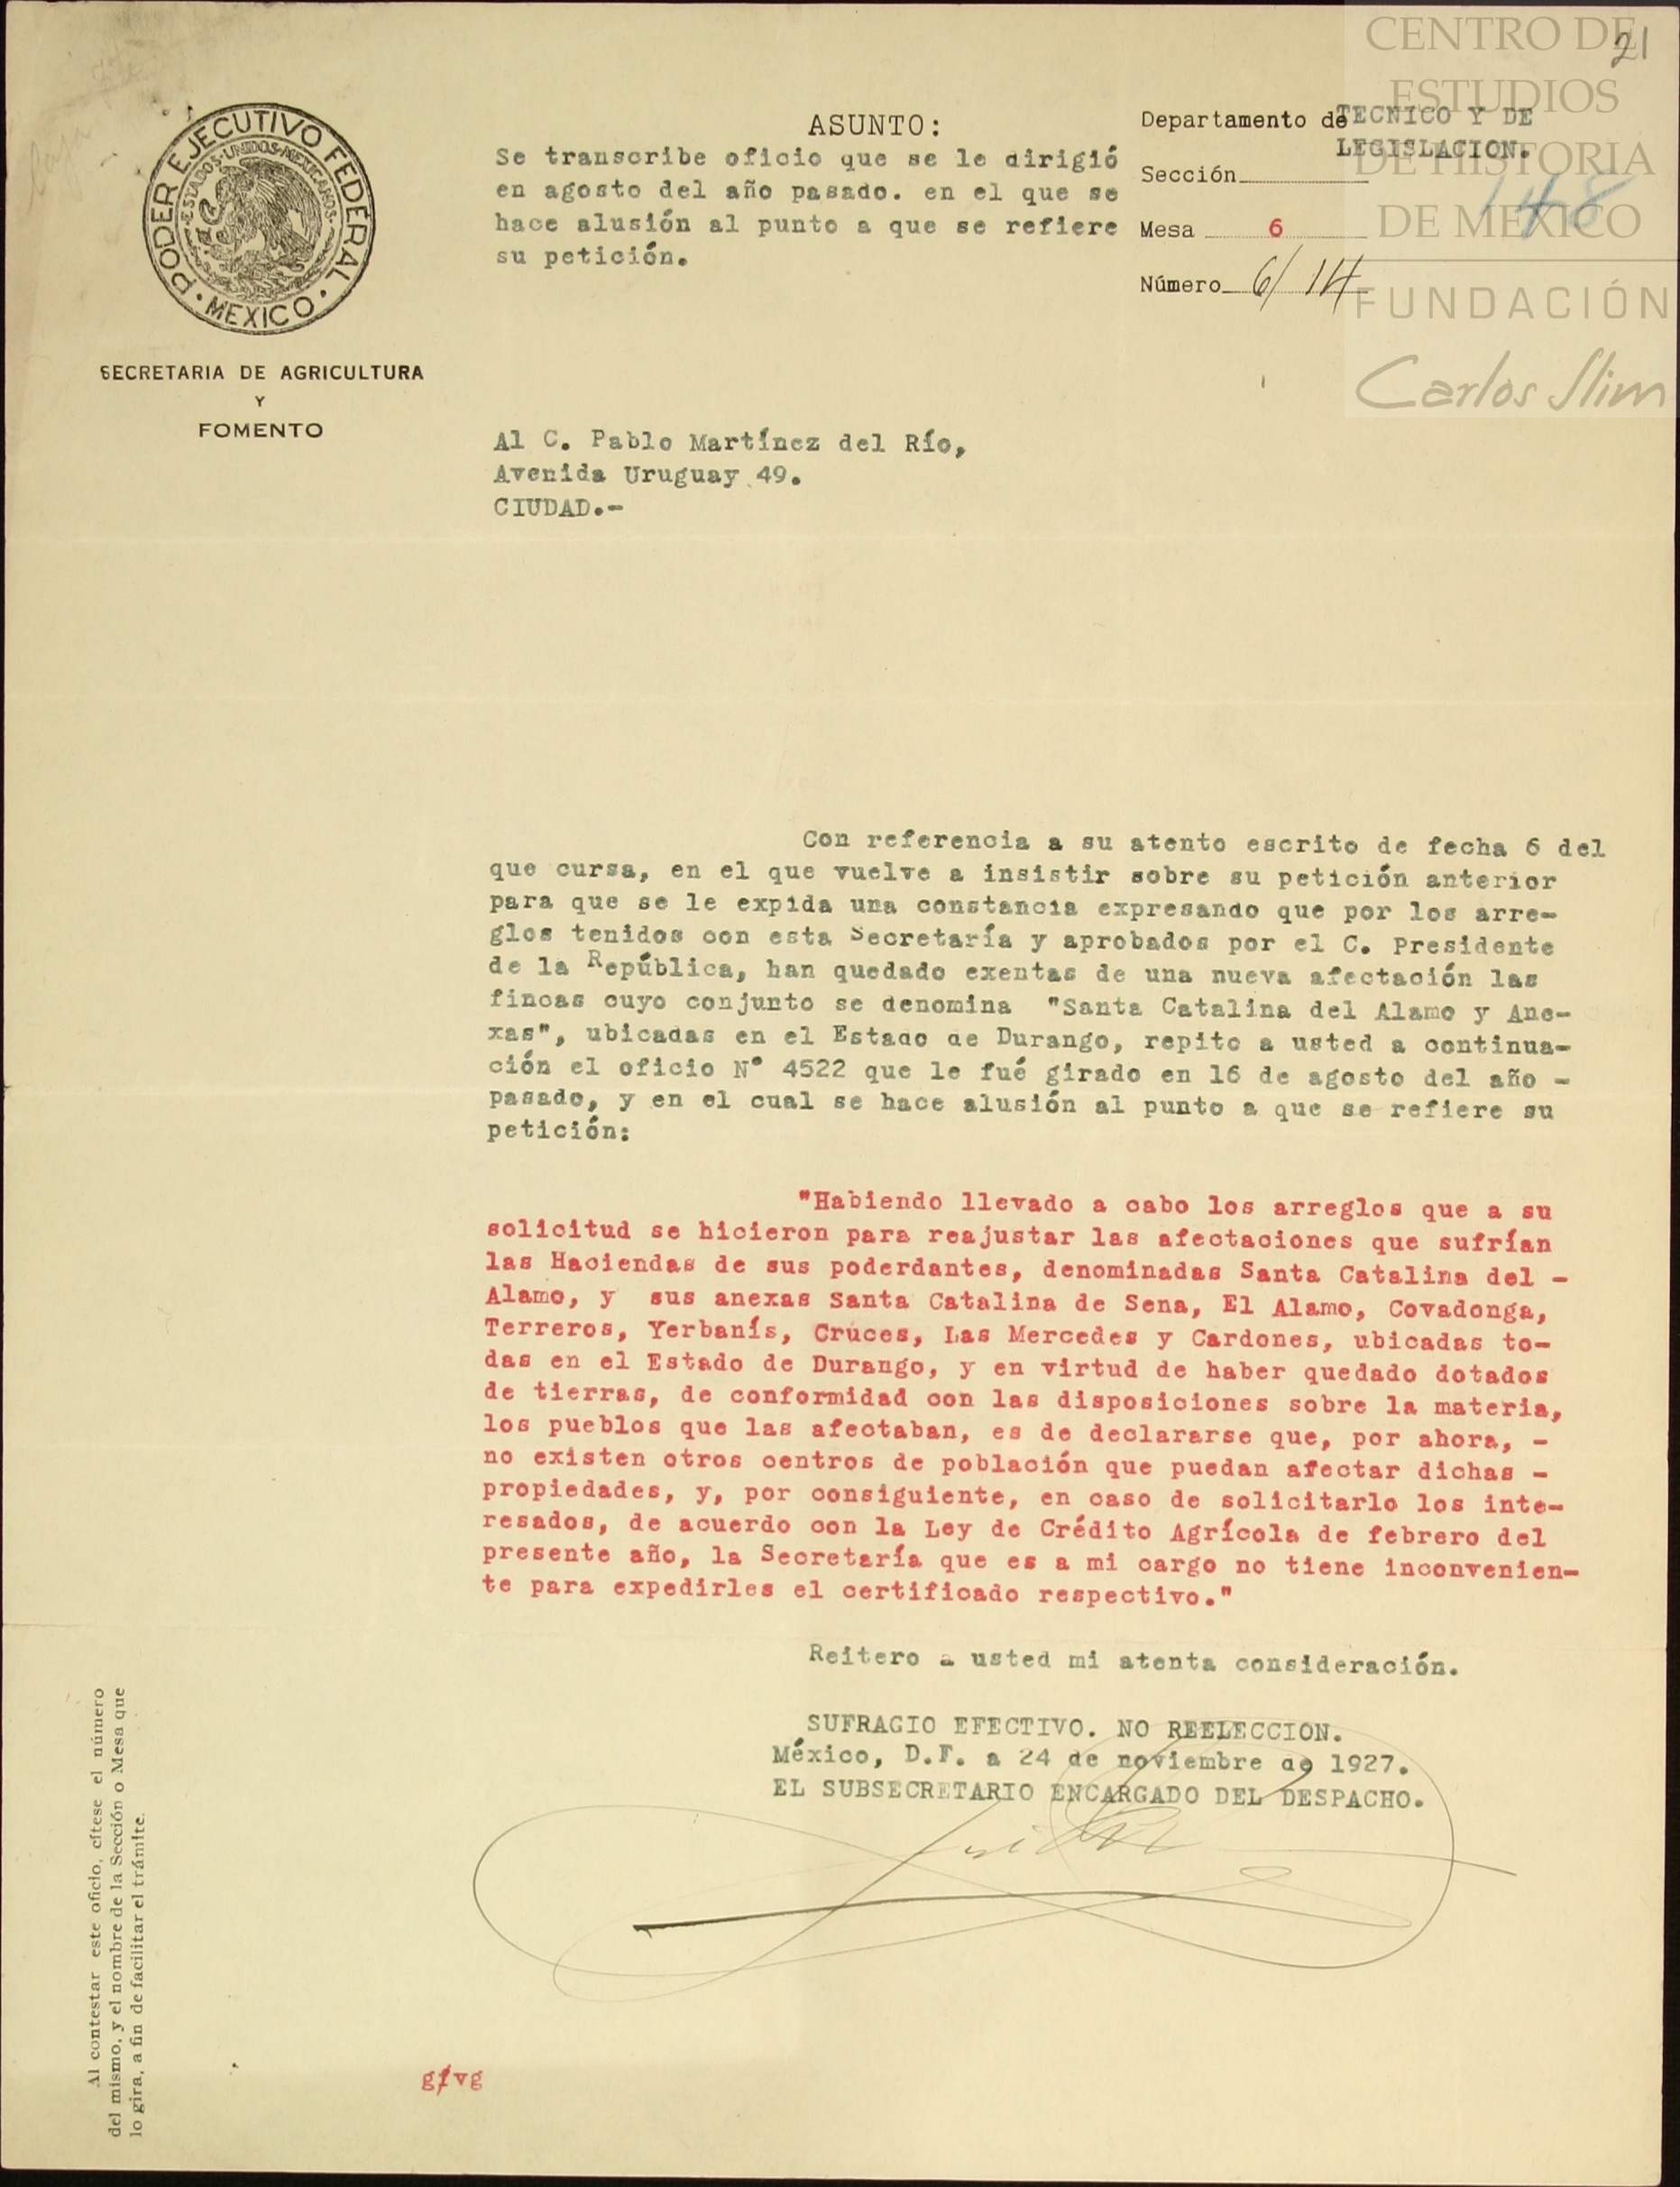 CENTRO DE
ESTUDIOS
DE HISTORIA
DE MEXICO
FUNDACIÓN
Carlos Slim
21
148
PODER EJECUTIVO FEDERAL
ESTADOS·UNIDOS·MEXICANOS
·MEXICO·
SECRETARIA DE AGRICULTURA
Y
FOMENTO
ASUNTO:
Se transcribe oficio que se le dirigió
en agosto del año pasado. en el que se
hace alusión al punto a que se refiere
su petición.
Departamento de TECNICO Y DE
LEGISLACION.
Sección
Mesa 6
Número 6/14
Al C. Pablo Martínez del Río,
Avenida Uruguay 49.
CIUDAD.-
Con referencia a su atento escrito de fecha 6 del
que cursa, en el que vuelve a insistir sobre su petición anterior
para que se le expida una constancia expresando que por los arre-
glos tenidos con esta Secretaría y aprobados por el C. Presidente
de la República, han quedado exentas de una nueva afectación las
fincas cuyo conjunto se denomina "Santa Catalina del Alamo y Ane-
xas", ubicadas en el Estado de Durango, repito a usted a continua-
ción el oficio N° 4522 que le fué girado en 16 de agosto del año -
pasado, y en el cual se hace alusión al punto a que se refiere su
petición:
"Habiendo llevado a cabo los arreglos que a su
solicitud se hicieron para reajustar las afectaciones que sufrían
las Haciendas de sus poderdantes, denominadas Santa Catalina del -
Alamo, y sus anexas Santa Catalina de Sena, El Alamo, Covadonga,
Terreros, Yerbanís, Cruces, Las Mercedes y Cardones, ubicadas to-
das en el Estado de Durango, y en virtud de haber quedado dotados
de tierras, de conformidad con las disposiciones sobre la materia,
los pueblos que las afectaban, es de declararse que, por ahora, -
no existen otros centros de población que puedan afectar dichas -
propiedades, y, por consiguiente, en caso de solicitarlo los inte-
resados, de acuerdo con la Ley de Crédito Agrícola de febrero del
presente año, la Secretaría que es a mi cargo no tiene inconvenien-
te para expedirles el certificado respectivo."
Reitero a usted mi atenta consideración.
SUFRAGIO EFECTIVO. NO REELECCION.
México, D.F. a 24 de noviembre de 1927.
EL SUBSECRETARIO ENCARGADO DEL DESPACHO.
Al contestar este oficio, cítese el número
del mismo, y el nombre de la Sección o Mesa que
lo gira, a fin de facilitar el trámite.
g/vg